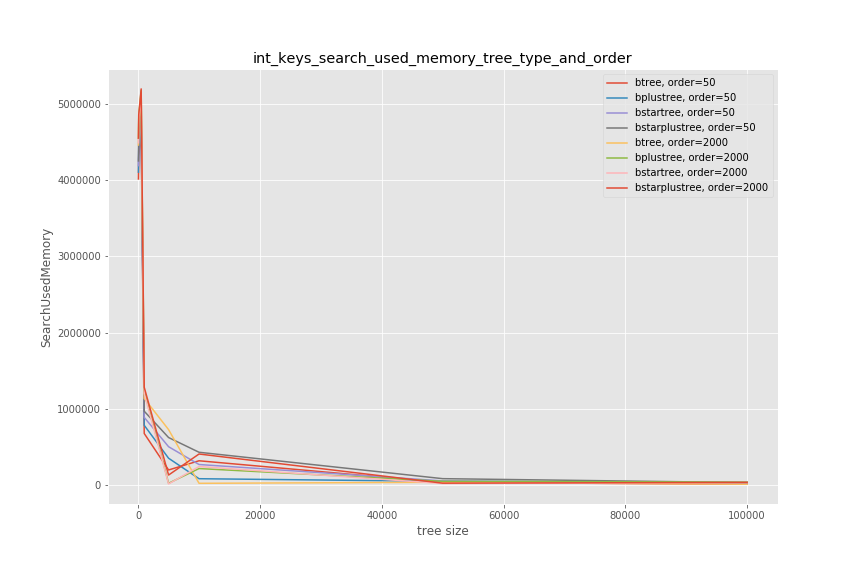 int_keys_search_used_memory_tree_type_and_order
btree, order=50
bplustree, order=50
bstartree, order=50
bstarplustree, order=50
btree, order=2000
bplustree, order=2000
bstartree, order=2000
bstarplustree, order=2000
SearchUsedMemory
5000000
4000000
3000000
2000000
1000000
0
0 20000 40000 60000 80000 100000
tree size